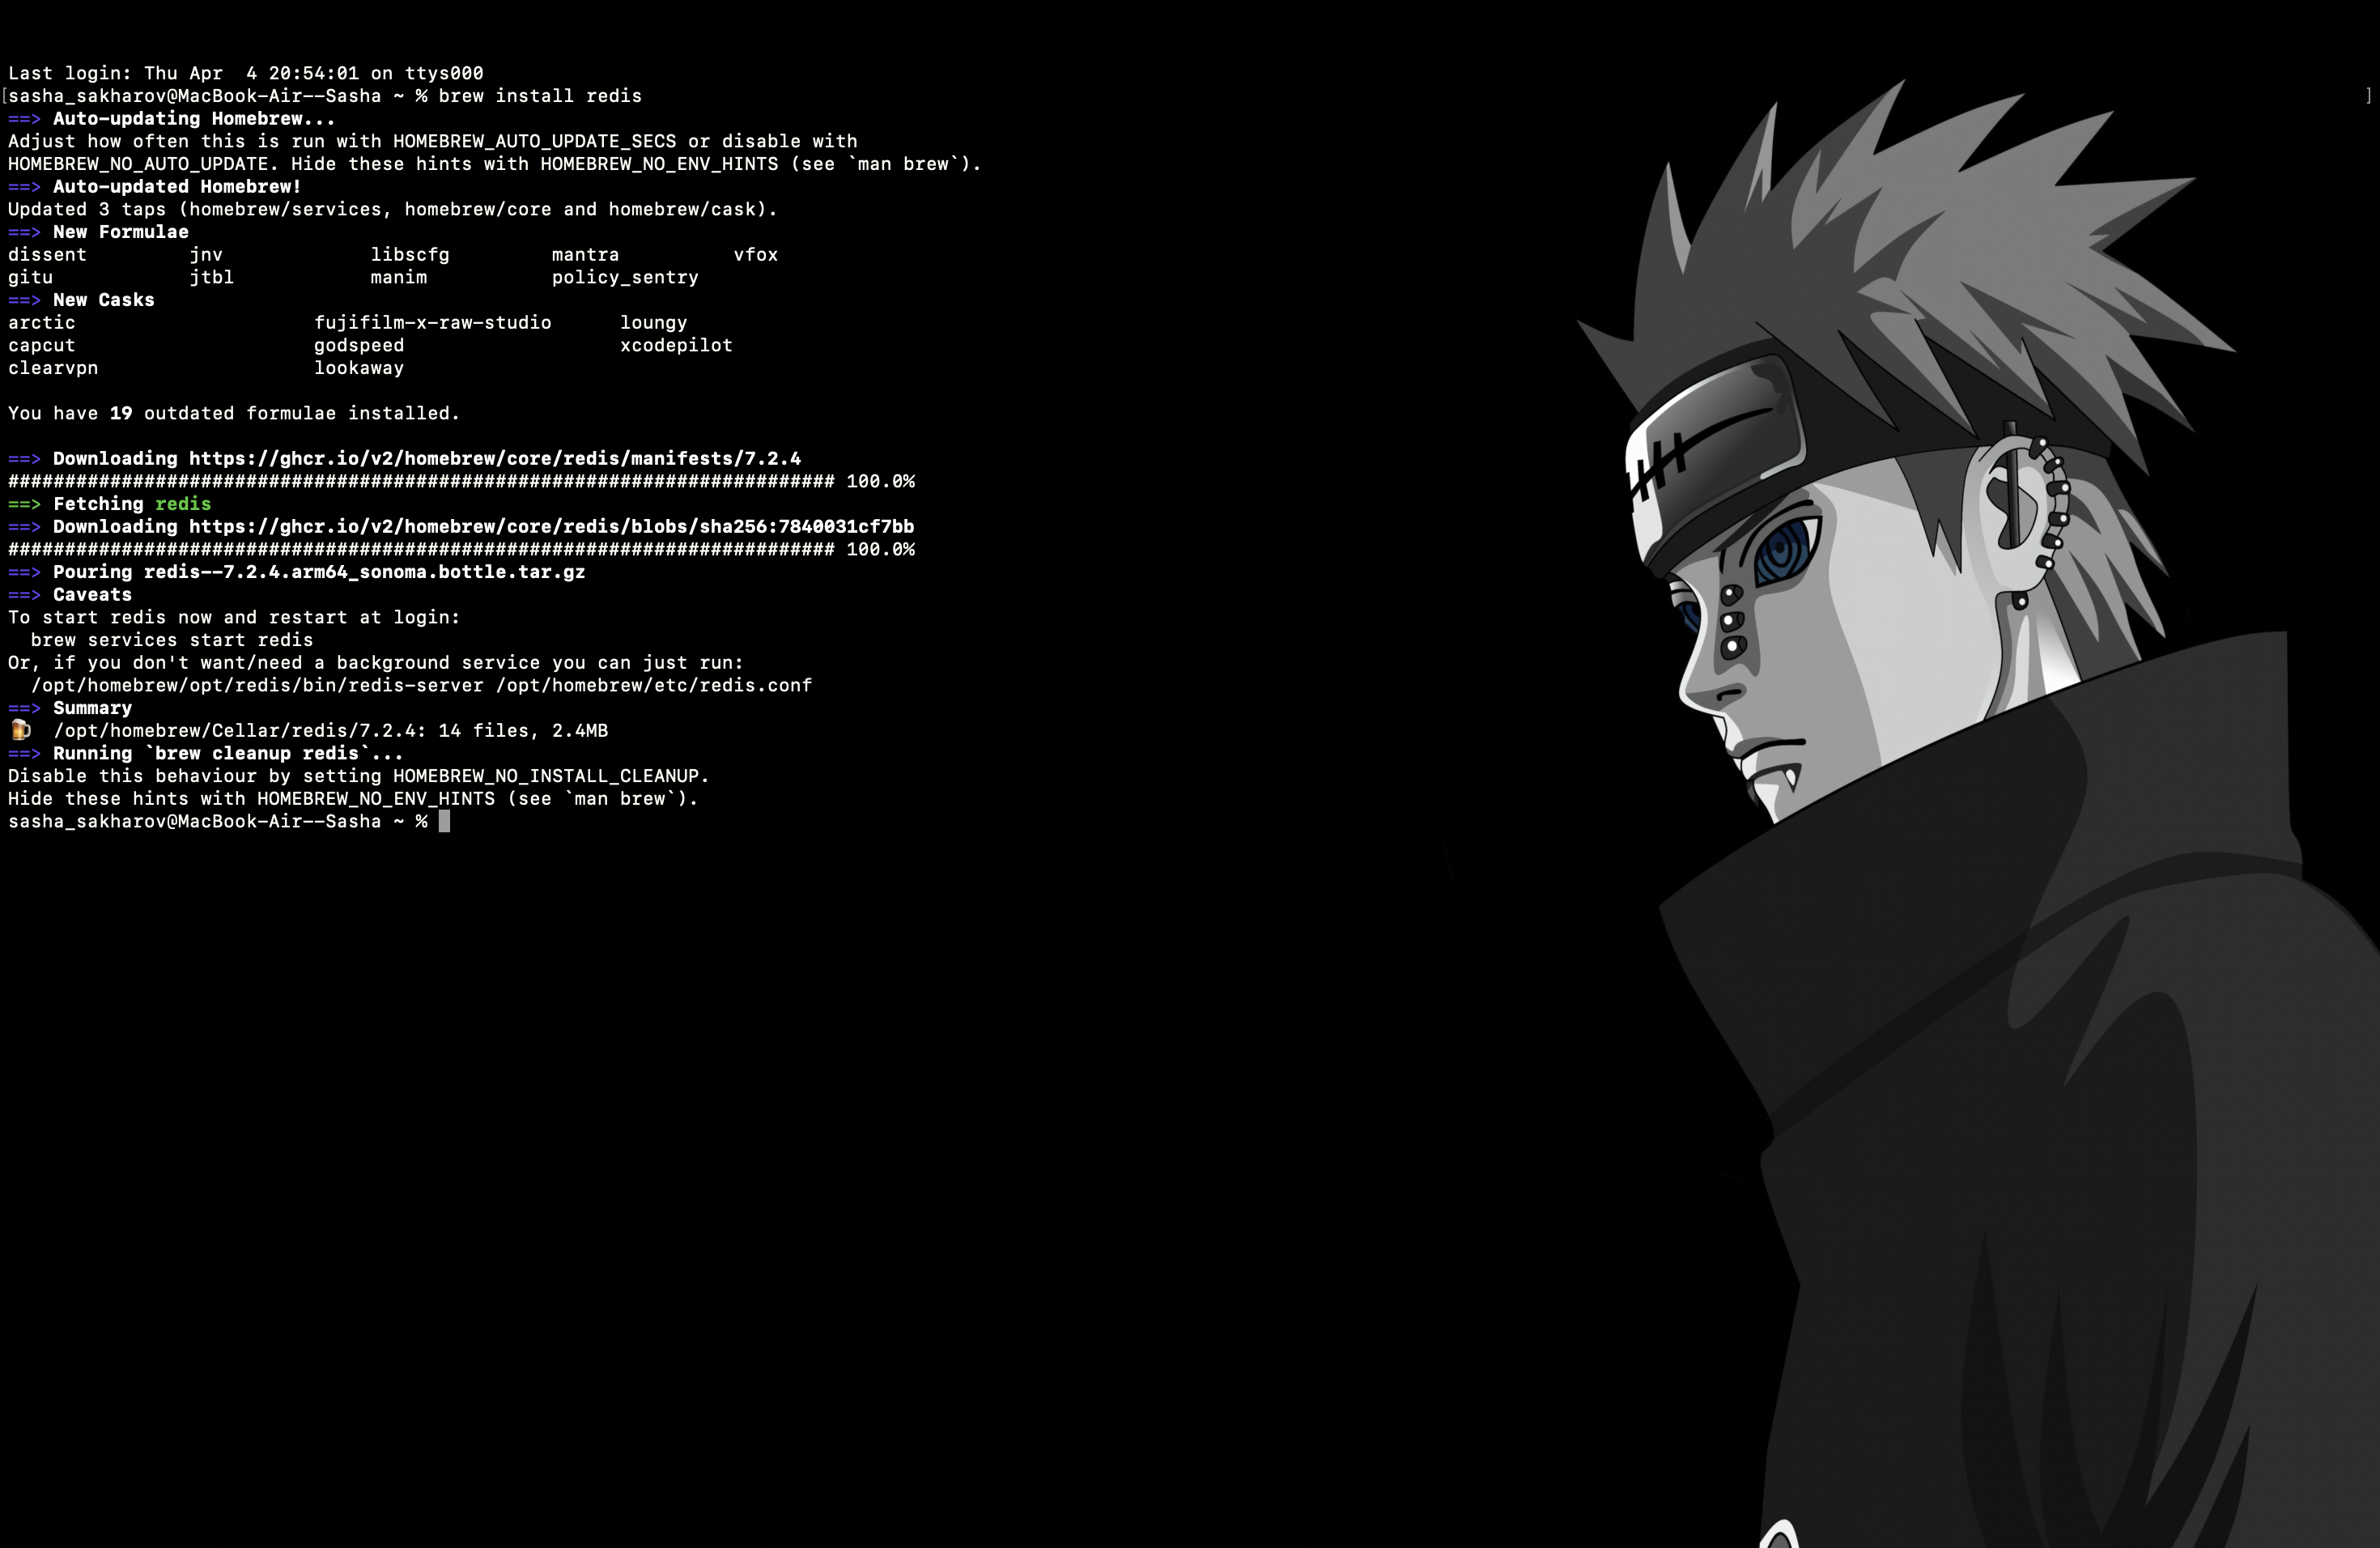 Last login: Thu Apr  4 20:54:01 on ttys000
[sasha_sakharov@MacBook-Air--Sasha ~ % brew install redis ]
==> Auto-updating Homebrew...
Adjust how often this is run with HOMEBREW_AUTO_UPDATE_SECS or disable with
HOMEBREW_NO_AUTO_UPDATE. Hide these hints with HOMEBREW_NO_ENV_HINTS (see `man brew`).
==> Auto-updated Homebrew!
Updated 3 taps (homebrew/services, homebrew/core and homebrew/cask).
==> New Formulae
dissent         jnv             libscfg         mantra          vfox
gitu            jtbl            manim           policy_sentry
==> New Casks
arctic                     fujifilm-x-raw-studio      loungy
capcut                     godspeed                   xcodepilot
clearvpn                   lookaway
You have 19 outdated formulae installed.
==> Downloading https://ghcr.io/v2/homebrew/core/redis/manifests/7.2.4
######################################################################### 100.0%
==> Fetching redis
==> Downloading https://ghcr.io/v2/homebrew/core/redis/blobs/sha256:7840031cf7bb
######################################################################### 100.0%
==> Pouring redis--7.2.4.arm64_sonoma.bottle.tar.gz
==> Caveats
To start redis now and restart at login:
  brew services start redis
Or, if you don't want/need a background service you can just run:
  /opt/homebrew/opt/redis/bin/redis-server /opt/homebrew/etc/redis.conf
==> Summary
🍺  /opt/homebrew/Cellar/redis/7.2.4: 14 files, 2.4MB
==> Running `brew cleanup redis`...
Disable this behaviour by setting HOMEBREW_NO_INSTALL_CLEANUP.
Hide these hints with HOMEBREW_NO_ENV_HINTS (see `man brew`).
sasha_sakharov@MacBook-Air--Sasha ~ %